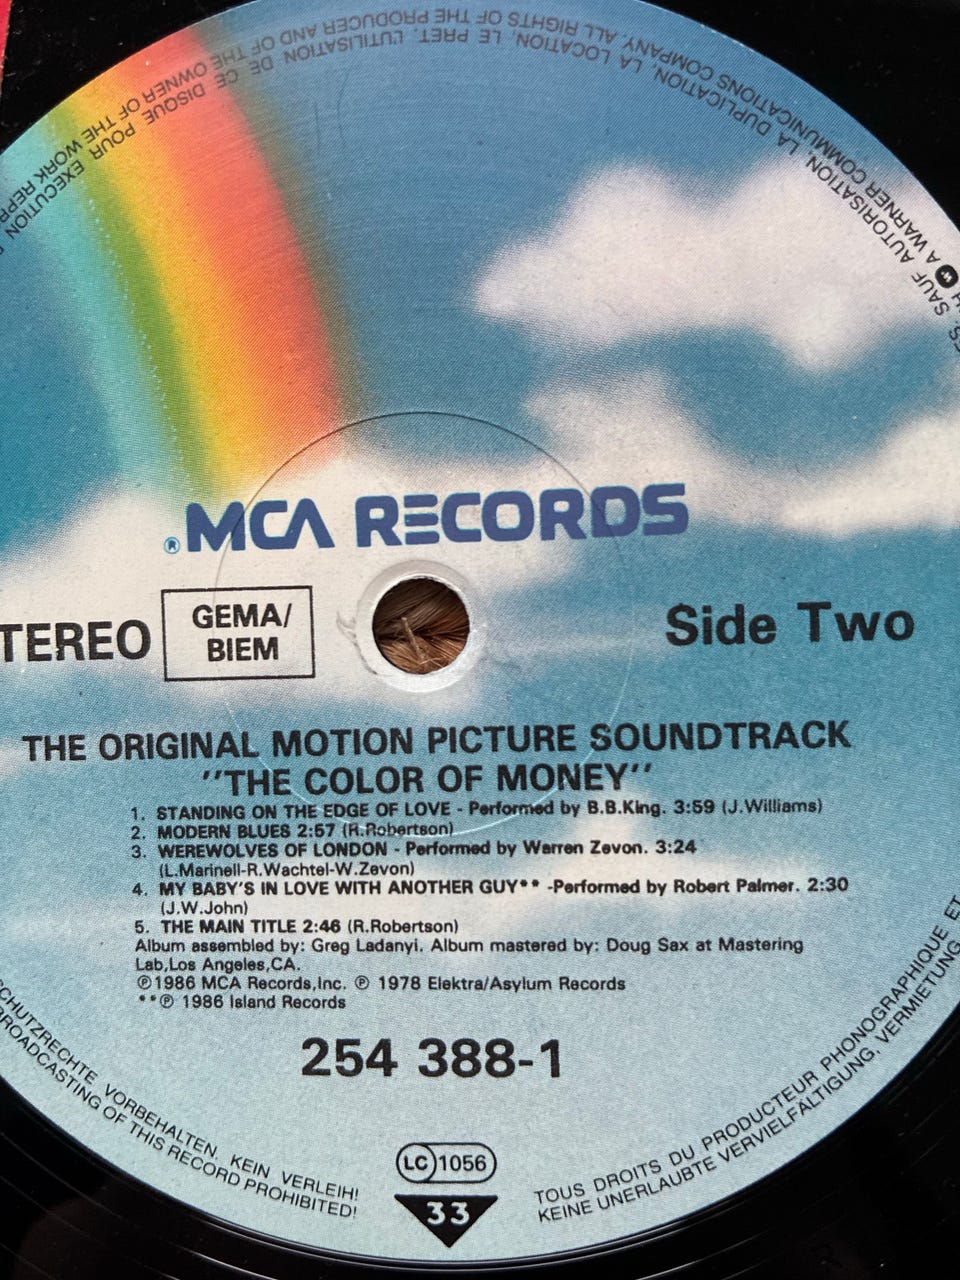 EXECUTION
DE CE DISQUE POUR
LA DUPLICATION, LA LOCATION, LE PRET, L'UTILISATION
SAUF AUTORISATION
THE WORK
OF THE PRODUCER AND OF THE OWNER OF
A WARNER COMMUNICATIONS COMPANY. ALL RIGHTS
® MCA RECORDS
TEREO
GEMA/
BIEM
Side Two
THE ORIGINAL MOTION PICTURE SOUNDTRACK
"THE COLOR OF MONEY"
1. STANDING ON THE EDGE OF LOVE - Performed by B.B.King. 3:59 (J.Williams)
2. MODERN BLUES 2:57 (R.Robertson)
3. WEREWOLVES OF LONDON - Performed by Warren Zevon. 3:24
(L.Marinell-R.Wachtel-W.Zevon)
4. MY BABY'S IN LOVE WITH ANOTHER GUY** -Performed by Robert Palmer. 2:30
(J.W.John)
5. THE MAIN TITLE 2:46 (R.Robertson)
Album assembled by: Greg Ladanyi. Album mastered by: Doug Sax at Mastering
Lab,Los Angeles,CA.
℗1986 MCA Records,Inc. ℗ 1978 Elektra/Asylum Records
**℗ 1986 Island Records
254 388-1
LC 1056
33
CHUTZRECHTE VORBEHALTEN. KEIN VERLEIH!
BROADCASTING OF THIS RECORD PROHIBITED!
TOUS DROITS DU PRODUCTEUR PHONOGRAPHIQUE ET
KEINE UNERLAUBTE VERVIELFÄLTIGUNG, VERMIETUNG,